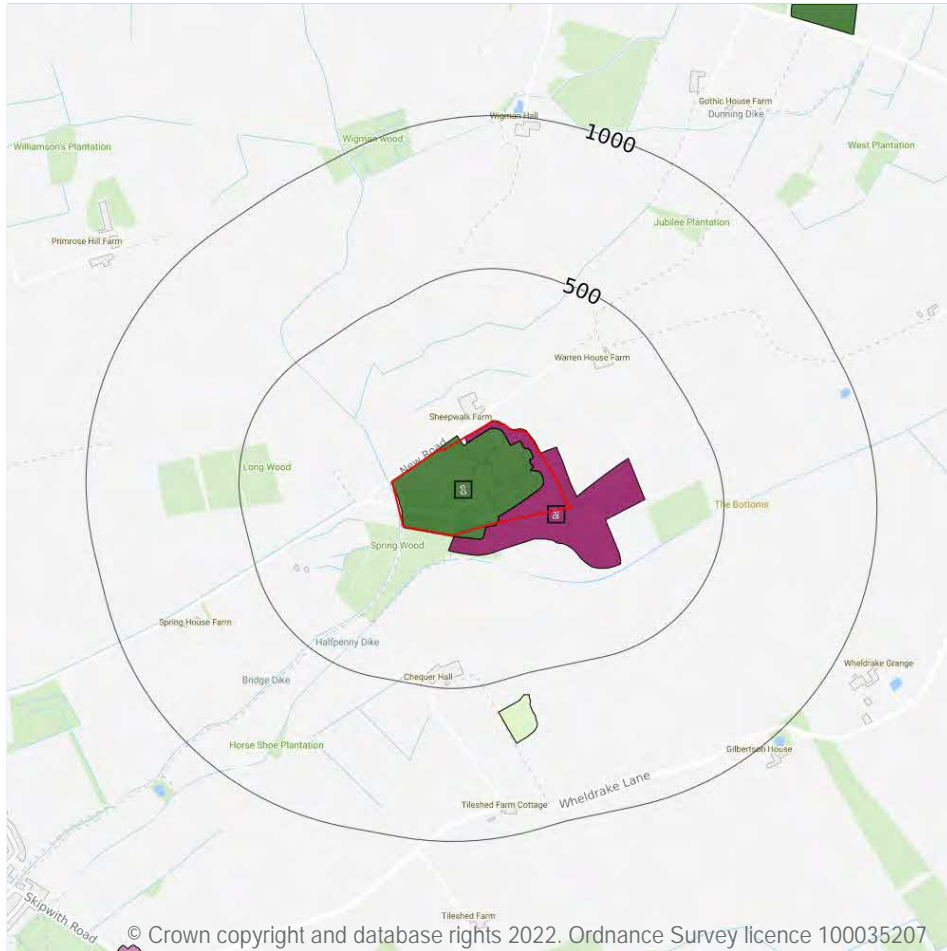 Gothic House Farm
Dunning Dike
Wigman Hall
1000
Wigman Wood
Williamson's Plantation
West Plantation
Jubilee Plantation
Primrose Hill Farm
500
Warren House Farm
Sheepwalk Farm
New Road
Long Wood
The Bottoms
Spring Wood
Spring House Farm
Halfpenny Dike
Chequer Hall
Bridge Dike
Wheldrake Grange
Horse Shoe Plantation
Gilbertson House
Wheldrake Lane
Tileshed Farm Cottage
Skipwith Road
Tileshed Farm
© Crown copyright and database rights 2022. Ordnance Survey licence 100035207